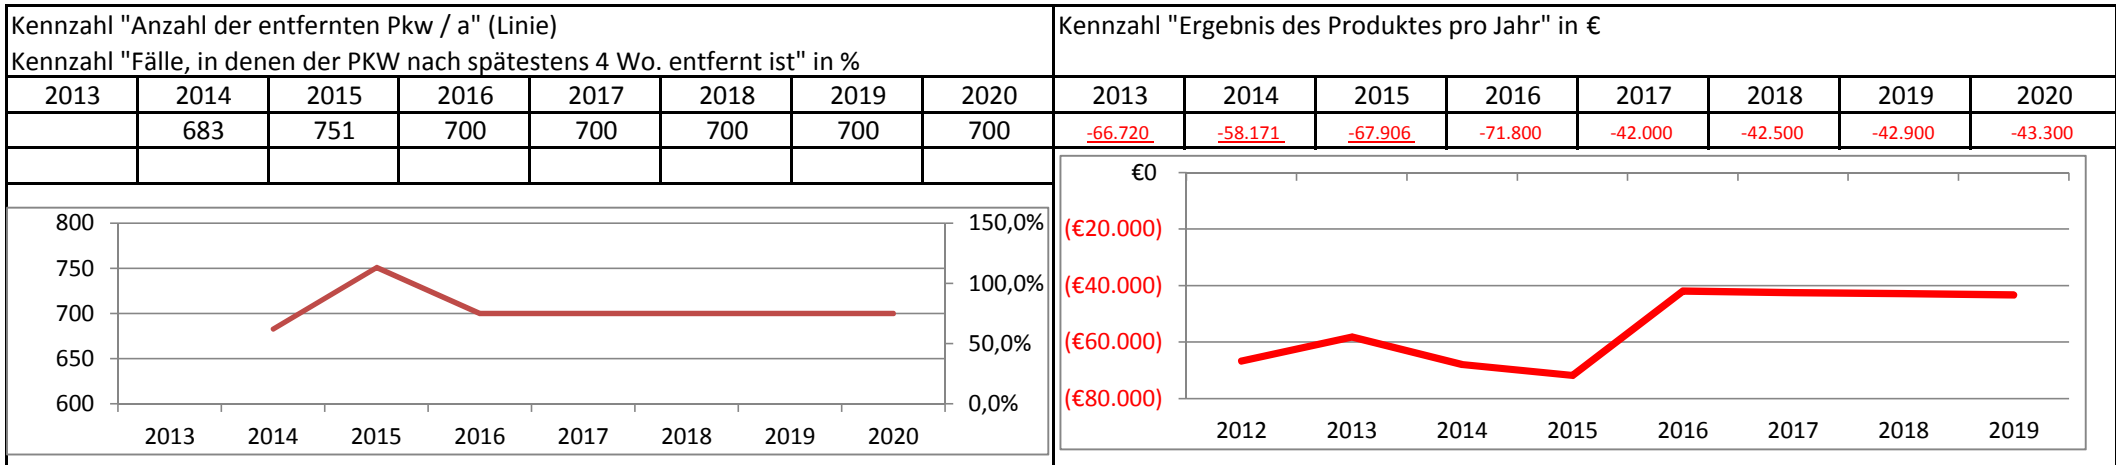 Kennzahl "Anzahl der entfernten Pkw / a" (Linie)
Kennzahl "Fälle, in denen der PKW nach spätestens 4 Wo. entfernt ist" in %
2013 2014 2015 2016 2017 2018 2019 2020
683 751 700 700 700 700 700
800
750
700
650
600
150,0%
100,0%
50,0%
0,0%
2013 2014 2015 2016 2017 2018 2019 2020
Kennzahl "Ergebnis des Produktes pro Jahr" in €
2013 2014 2015 2016 2017 2018 2019 2020
-66.720 -58.171 -67.906 -71.800 -42.000 -42.500 -42.900 -43.300
€0
(€20.000)
(€40.000)
(€60.000)
(€80.000)
2012 2013 2014 2015 2016 2017 2018 2019